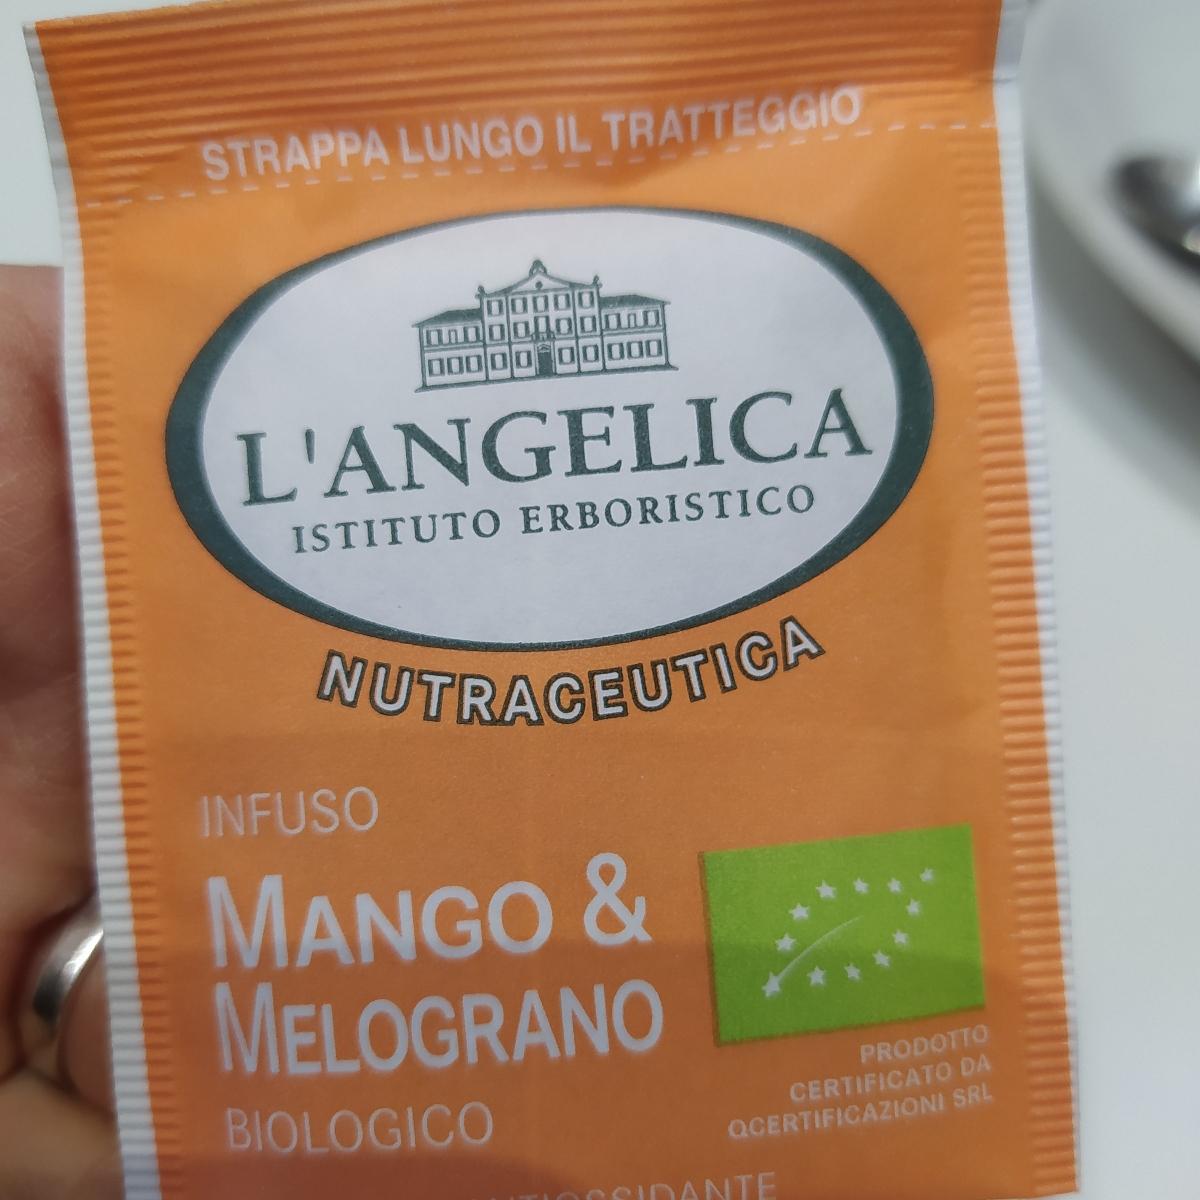 STRAPPA LUNGO IL TRATTEGGIO
L'ANGELICA
ISTITUTO ERBORISTICO
NUTRACEUTICA
INFUSO
MANGO &
MELOGRANO
BIOLOGICO
PRODOTTO
CERTIFICATO DA
QCERTIFICAZIONI SRL